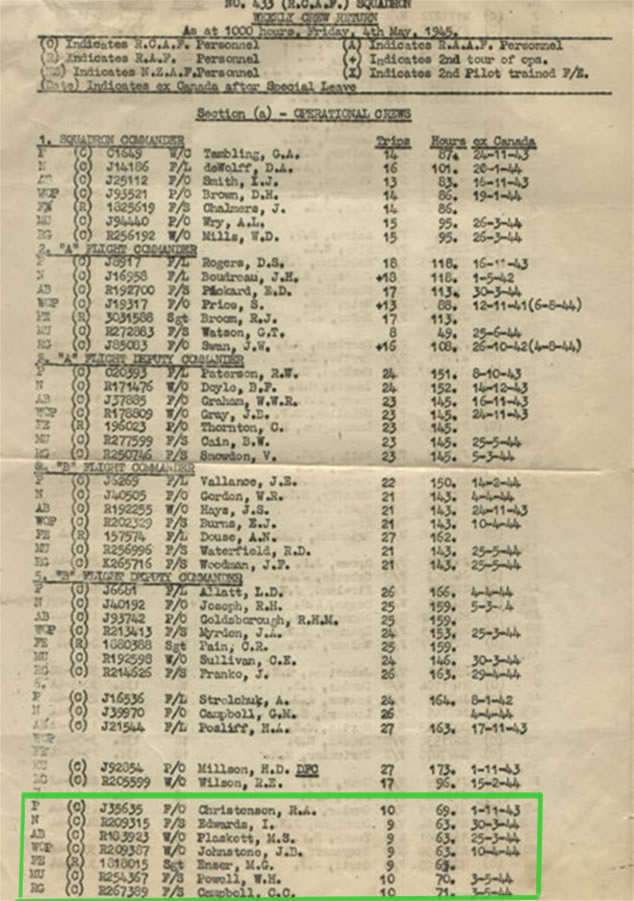 NO. 433 (R.C.A.F.) SQUADRON
WEEKLY CREW RETURN
As at 1000 hours, Friday, 4th May, 1945.
(C) Indicates R.C.A.F. Personnel (A) Indicates R.A.A.F. Personnel
(R) Indicates R.A.F. Personnel (+) Indicates 2nd tour of ops.
(NZ) Indicates N.Z.A.F. Personnel (X) Indicates 2nd Pilot trained F/E.
(Date) Indicates ex Canada after Special Leave
Section (a) - OPERATIONAL CREWS
1. SQUADRON COMMANDER Trips Hours ex Canada
P (C) C1649 W/C Tambling, G.A. 14 87. 24-11-43
N (C) J14186 F/L deWolff, D.A. 16 101. 20-1-44
(C) J25112 F/O Smith, I.J. 13 83. 16-11-43
WOP (C) J93521 P/O Brown, D.H. 14 86. 19-1-44
(R) 1825619 F/S Chalmers, J. 14 86.
MU (C) J94440 P/O Wry, A.L. 15 95. 26-3-44
RG (C) R256192 W/O Mills, W.D. 15 95. 26-3-44
2. "A" FLIGHT COMMANDER
P (C) J8917 F/L Rogers, D.S. 18 118. 16-11-43
N (C) J16958 F/L Boudreau, J.H. +18 118. 1-5-42
AB (C) R192700 F/S Pickard, E.D. 17 113. 30-3-44
WOP (C) J19317 F/O Price, S. +13 88. 12-11-41(6-8-44)
FE (R) 3031588 Sgt Broom, R.J. 17 113.
MU (C) R272883 F/S Watson, G.T. 8 49. 25-6-44
RG (C) J85083 F/O Swan, J.W. +16 108. 26-10-42(4-8-44)
"A" FLIGHT DEPUTY COMMANDER
P (C) C20393 F/L Paterson, R.W. 24 151. 8-10-43
N (C) R171476 W/O Doyle, B.F. 24 152. 14-12-43
AB (C) J37885 F/O Graham, W.W.R. 23 145. 16-11-43
WOP (C) R178809 W/O Gray, J.D. 23 145. 24-11-43
FE (R) 196023 P/O Thornton, C. 23 145.
MU (C) R277599 F/S Cain, B.W. 23 145. 25-5-44
RG (C) R250746 F/S Snowdon, V. 23 145. 5-3-44
"B" FLIGHT COMMANDER
P (C) J6269 F/L Vallance, J.E. 22 150. 14-2-44
N (C) J40505 F/O Gordon, W.R. 21 143. 4-4-44
AB (C) R192255 W/O Hays, J.S. 21 143. 24-11-43
WOP (C) R202329 F/S Burns, E.J. 21 143. 10-4-44
FE (R) 157574 F/L Douse, A.N. 27 162.
MU (C) R256996 F/S Waterfield, R.D. 21 143. 25-5-44
RG (C) K265716 F/S Woodman, J.F. 21 143. 25-5-44
5. "B" FLIGHT DEPUTY COMMANDER
P (C) J6681 F/L Allatt, L.D. 26 166. 4-4-44
N (C) J40192 F/O Joseph, R.H. 25 159. 5-3- 4
AB (C) J93742 P/O Goldsborough, R.H.M. 25 159.
WOP (C) R213413 F/S Myrdon, J.A. 24 153. 25-3-44
FE (R) 1880388 Sgt Pain, C.R. 25 159.
MU (C) R192598 W/O Sullivan, C.E. 24 146. 30-3-44
RG (C) R214626 F/S Franko, J. 26 163. 29-4-44
P (C) J16536 F/L Strelchuk, A. 24 164. 8-1-42
N (C) J39970 F/O Campbell, G.M. 26 4-4-44
(C) J21544 F/L Posliff, H.A. 27 163. 17-11-43
WOP
FE
MU (C) J92854 P/O Millson, H.D. DFC 27 173. 1-11-43
RG (C) R205599 W/O Wilson, R.E. 17 96. 15-2-44
P (C) J35635 F/O Christenson, R.A. 10 69. 1-11-43
N (C) R209315 F/S Edwards, I. 9 63. 30-3-44
AB (C) R183923 W/O Plaskett, M.S. 9 63. 25-3-44
WOP (C) R209387 W/O Johnstone, J.D. 9 63. 10-4-44
FE (R) 1818015 Sgt Enser, M.G. 9
MU (C) R254367 F/S Powell, W.H. 10 70. 3-5-44
RG (C) R267389 F/S Campbell, C.C. 10 71. 3-5-44